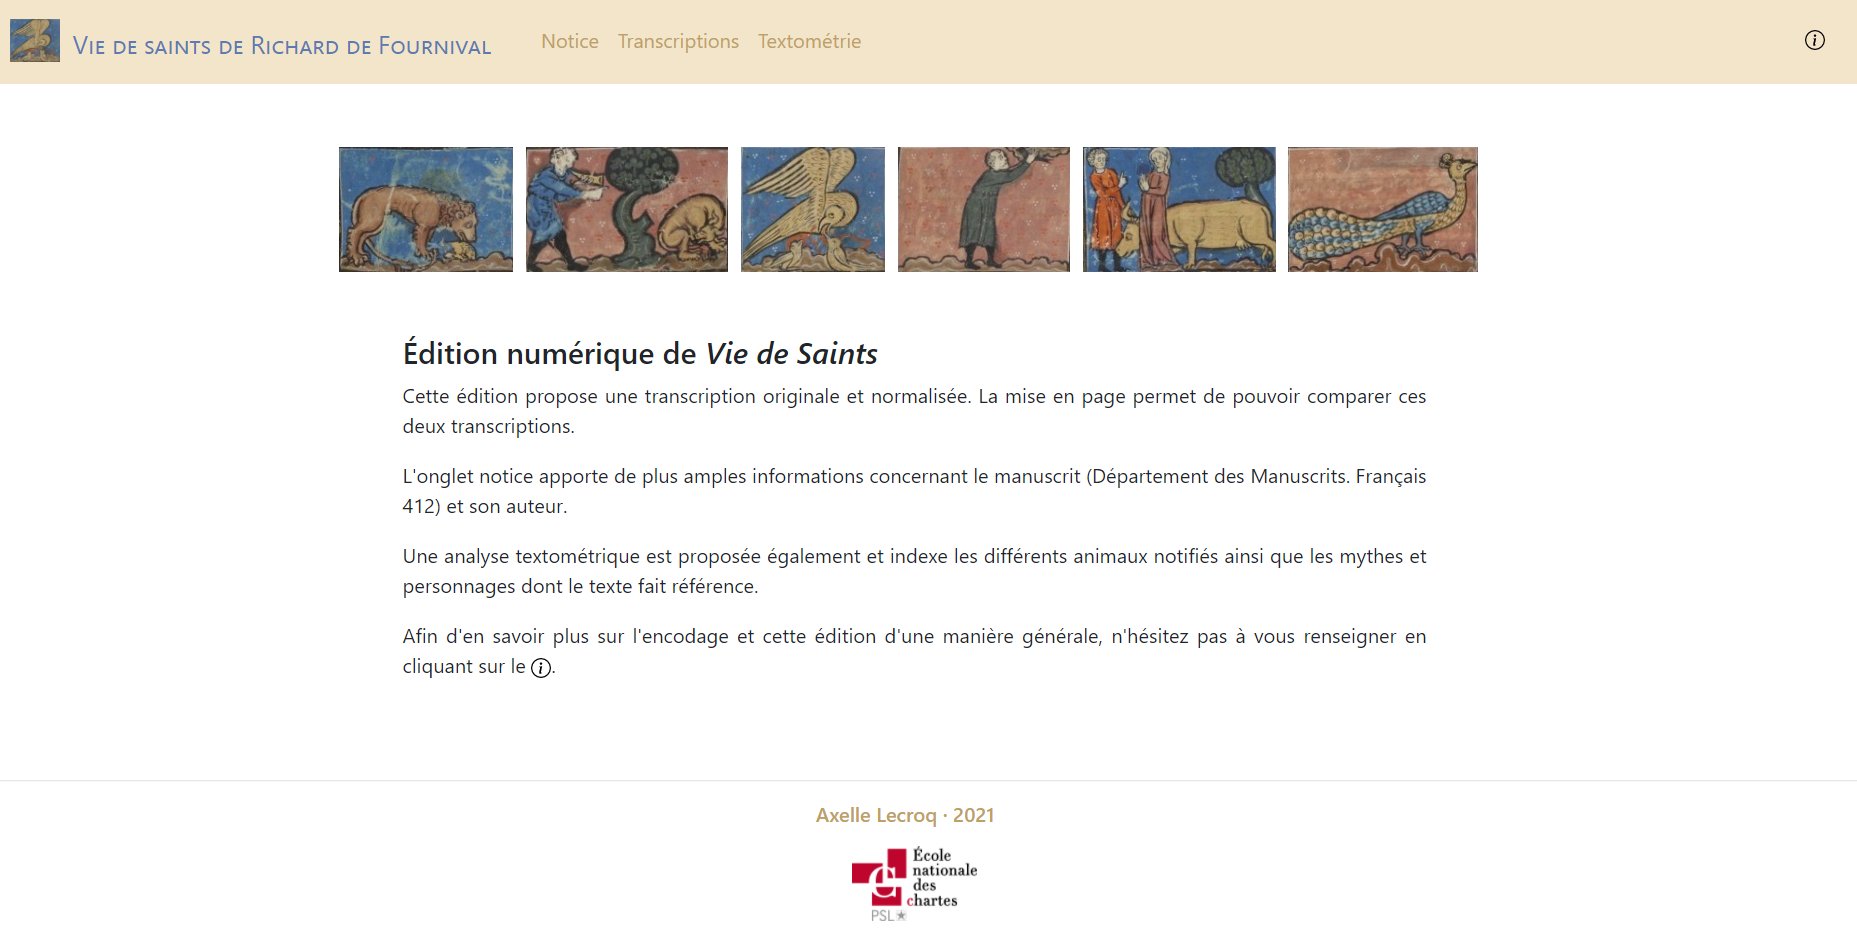 Vie de saints de Richard de Fournival
Notice Transcriptions Textométrie
Édition numérique de Vie de Saints
Cette édition propose une transcription originale et normalisée. La mise en page permet de pouvoir comparer ces
deux transcriptions.
L'onglet notice apporte de plus amples informations concernant le manuscrit (Département des Manuscrits. Français
412) et son auteur.
Une analyse textométrique est proposée également et indexe les différents animaux notifiés ainsi que les mythes et
personnages dont le texte fait référence.
Afin d'en savoir plus sur l'encodage et cette édition d'une manière générale, n'hésitez pas à vous renseigner en
cliquant sur le i.
Axelle Lecroq · 2021
École
nationale
des
chartes
PSL★